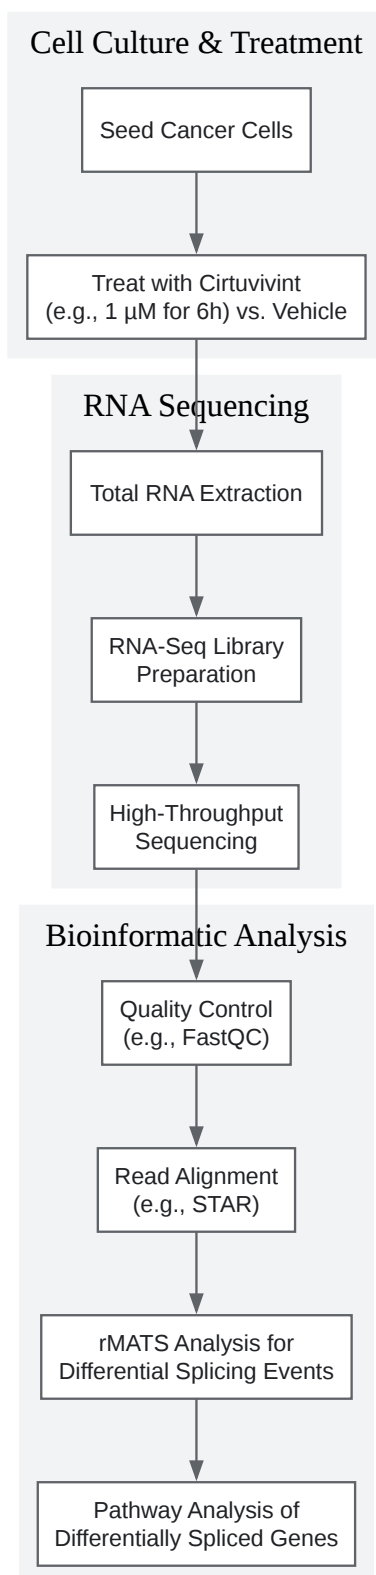 Cell Culture & Treatment
Seed Cancer Cells
Treat with Cirtuvivint
(e.g., 1 µM for 6h) vs. Vehicle
RNA Sequencing
Total RNA Extraction
RNA-Seq Library
Preparation
High-Throughput
Sequencing
Bioinformatic Analysis
Quality Control
(e.g., FastQC)
Read Alignment
(e.g., STAR)
rMATS Analysis for
Differential Splicing Events
Pathway Analysis of
Differentially Spliced Genes